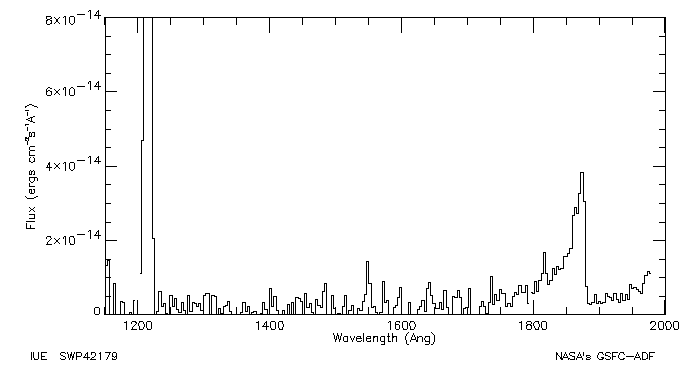 8×10⁻¹⁴
6×10⁻¹⁴
4×10⁻¹⁴
2×10⁻¹⁴
0
Flux (ergs cm⁻²s⁻¹A⁻¹)
1200 1400 1600 1800 2000
Wavelength (Ang)
IUE SWP42179 NASA's GSFC–ADF